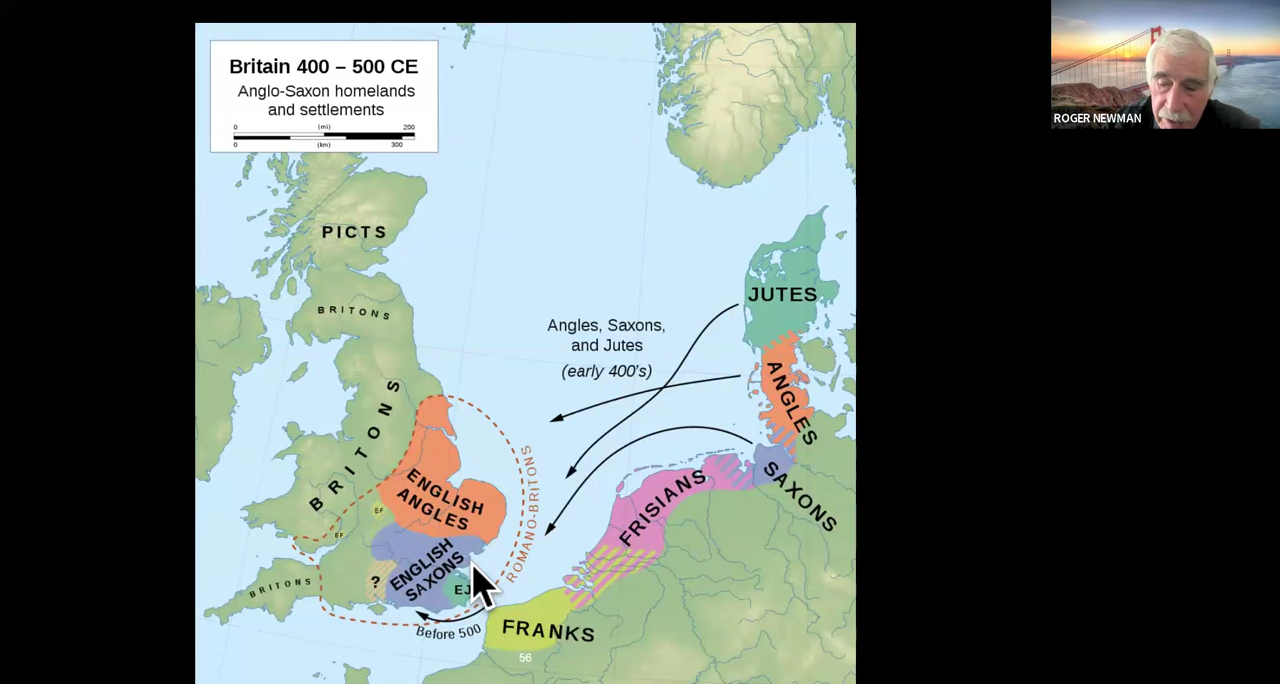 Britain 400 – 500 CE
Anglo-Saxon homelands
and settlements
0 (mi) 200
0 (km) 300
ROGER NEWMAN
PICTS
BRITONS
JUTES
Angles, Saxons,
and Jutes
(early 400's)
ANGLES
BRITONS
ROMANO-BRITONS
ENGLISH
ANGLES
SAXONS
FRISIANS
EF
EF
ENGLISH
SAXONS
?
BRITONS
EJ
Before 500
FRANKS
56